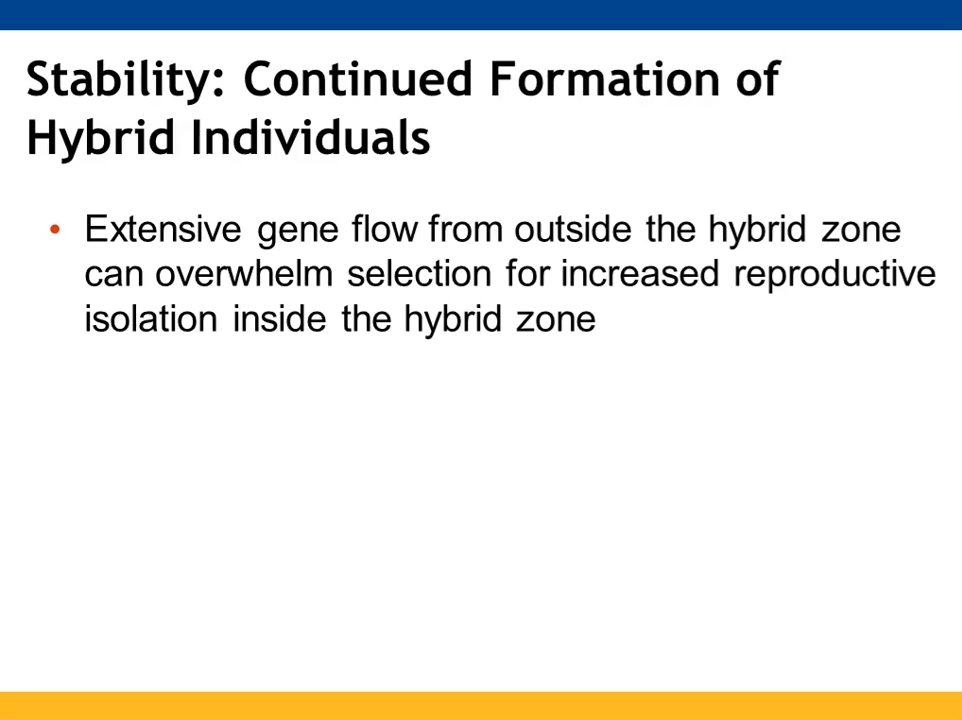 Stability: Continued Formation of
Hybrid Individuals
• Extensive gene flow from outside the hybrid zone
can overwhelm selection for increased reproductive
isolation inside the hybrid zone